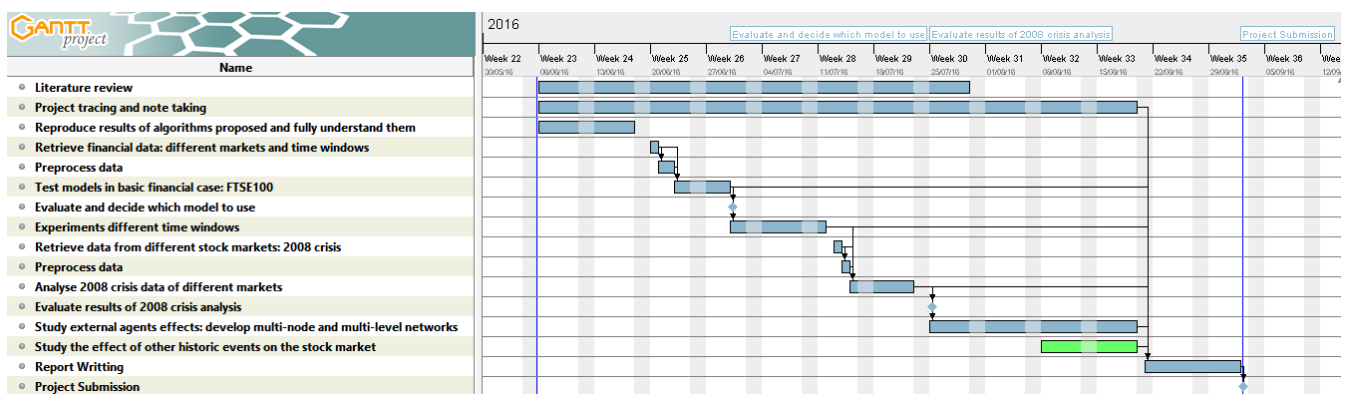 GANTT
project
2016
Evaluate and decide which model to use Evaluate results of 2008 crisis analysis Project Submission
Week 22 Week 23 Week 24 Week 25 Week 26 Week 27 Week 28 Week 29 Week 30 Week 31 Week 32 Week 33 Week 34 Week 35 Week 36 Wee
30/05/16 06/06/16 13/06/16 20/06/16 27/06/16 04/07/16 11/07/16 18/07/16 25/07/16 01/08/16 08/08/16 15/08/16 22/08/16 29/08/16 05/09/16 12/09
Name
Literature review
Project tracing and note taking
Reproduce results of algorithms proposed and fully understand them
Retrieve financial data: different markets and time windows
Preprocess data
Test models in basic financial case: FTSE100
Evaluate and decide which model to use
Experiments different time windows
Retrieve data from different stock markets: 2008 crisis
Preprocess data
Analyse 2008 crisis data of different markets
Evaluate results of 2008 crisis analysis
Study external agents effects: develop multi-node and multi-level networks
Study the effect of other historic events on the stock market
Report Writting
Project Submission